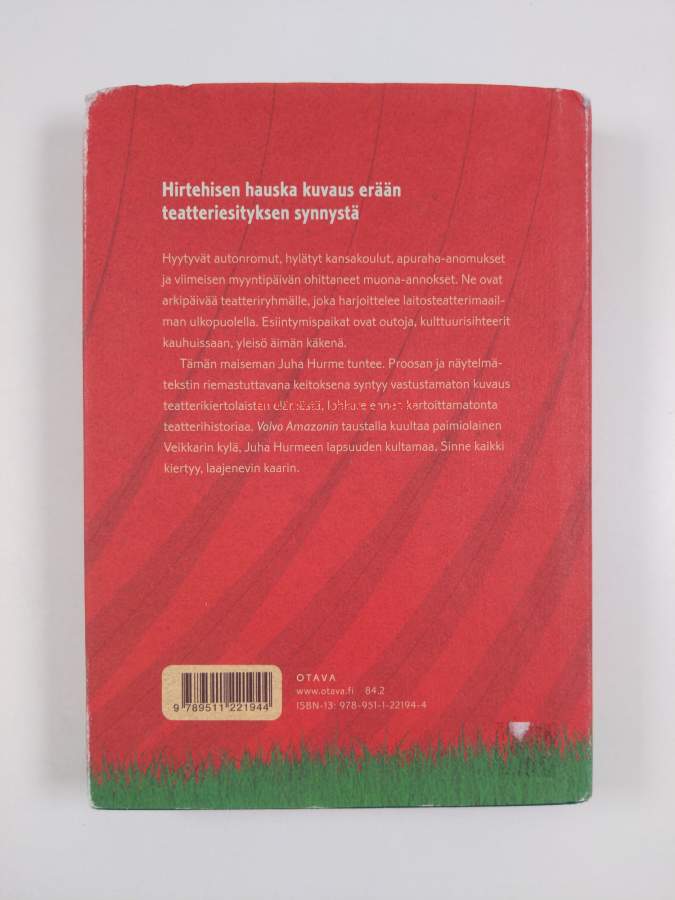 Hirtehisen hauska kuvaus erään
teatteriesityksen synnystä
Hyytyvät autonromut, hylätyt kansakoulut, apuraha-anomukset
ja viimeisen myyntipäivän ohittaneet muona-annokset. Ne ovat
arkipäivää teatteriryhmälle, joka harjoittelee laitosteatterimaail-
man ulkopuolella. Esiintymispaikat ovat outoja, kulttuurisihteerit
kauhuissaan, yleisö äimän käkenä.
Tämän maiseman Juha Hurme tuntee. Proosan ja näytelmä-
tekstin riemastuttavana keitoksena syntyy vastustamaton kuvaus
teatterikiertolaisten elämästä, lohkare ennen kartoittamatonta
teatterihistoriaa. Volvo Amazonin taustalla kuultaa paimiolainen
Veikkarin kylä, Juha Hurmeen lapsuuden kultamaa. Sinne kaikki
kiertyy, laajenevin kaarin.
OTAVA
www.otava.fi 84.2
ISBN-13: 978-951-1-22194-4
9 789511 221944